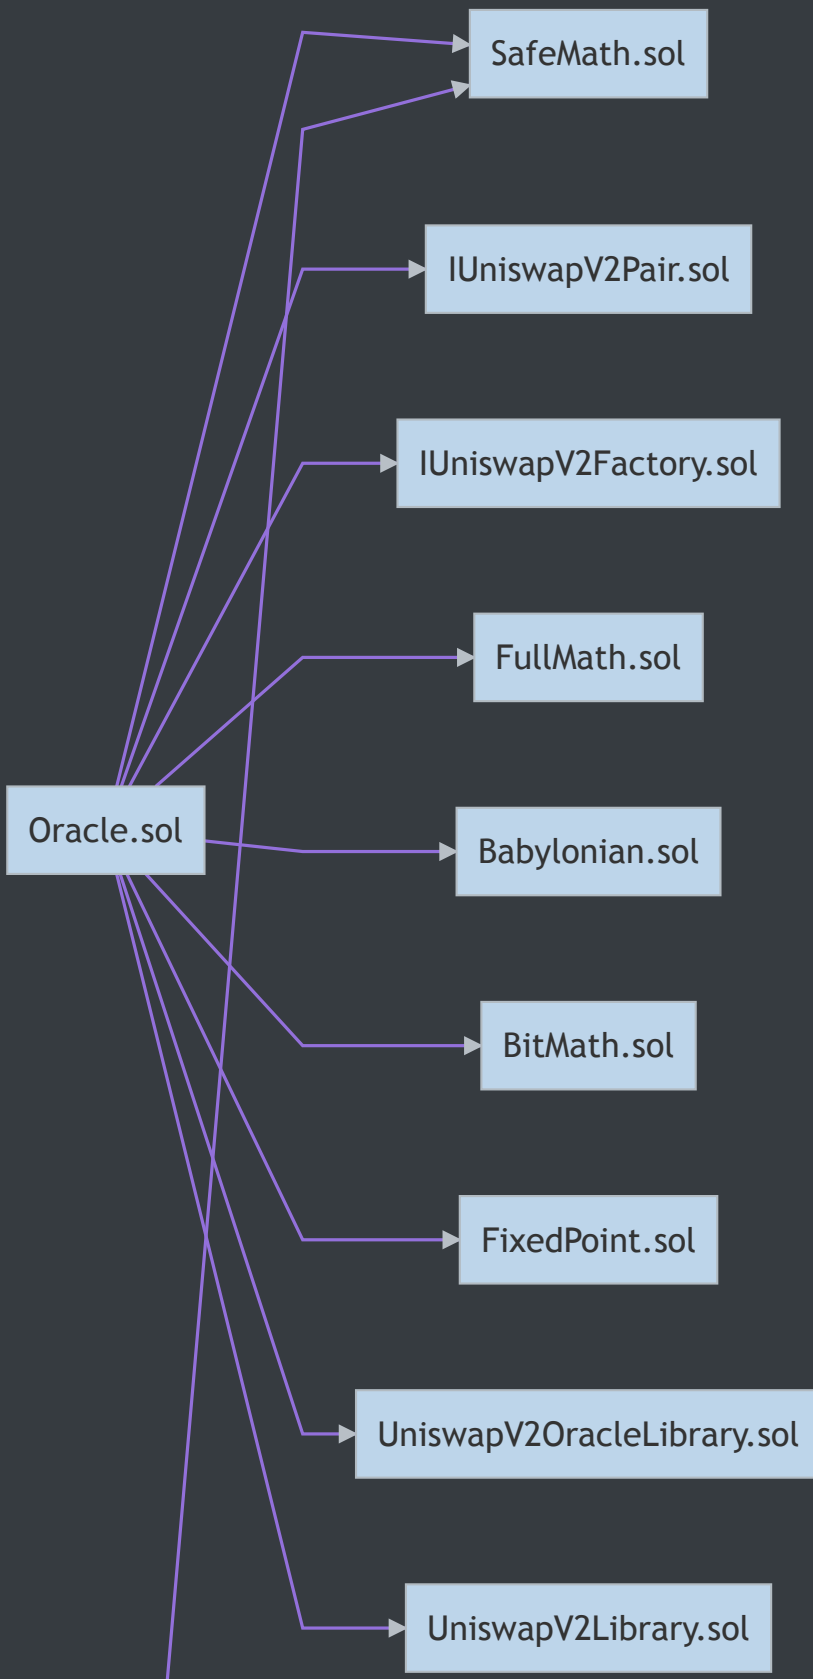 SafeMath.sol
IUniswapV2Pair.sol
IUniswapV2Factory.sol
FullMath.sol
Oracle.sol
Babylonian.sol
BitMath.sol
FixedPoint.sol
UniswapV2OracleLibrary.sol
UniswapV2Library.sol